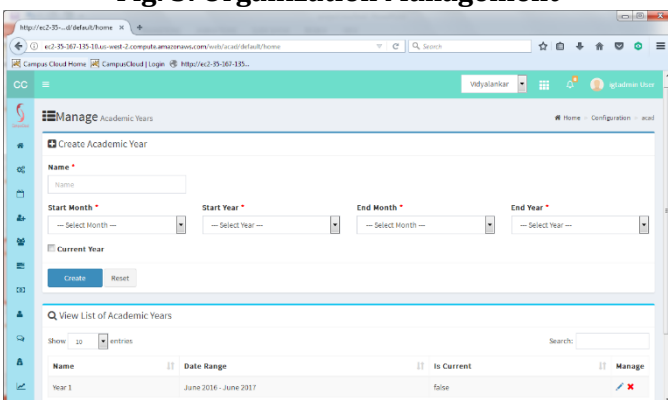 Fig. 5: Organization Management
http://ec2-35-...d/default/home × +
ec2-35-167-131-18.us-west-2.compute.amazonaws.com/web/acad/default/home Search
Campus Cloud Home CampusCloud | Login http://ec2-35-167-135...
CC Vidyalankar sgtadmin User
Manage Academic Years Home > Configuration > acad
Create Academic Year
Name *
Name
Start Month * Start Year * End Month * End Year *
--- Select Month --- --- Select Year --- --- Select Month --- --- Select Year ---
Current Year
Create Reset
View List of Academic Years
Show 10 entries Search:
Name Date Range Is Current Manage
Year 1 June 2016 - June 2017 false